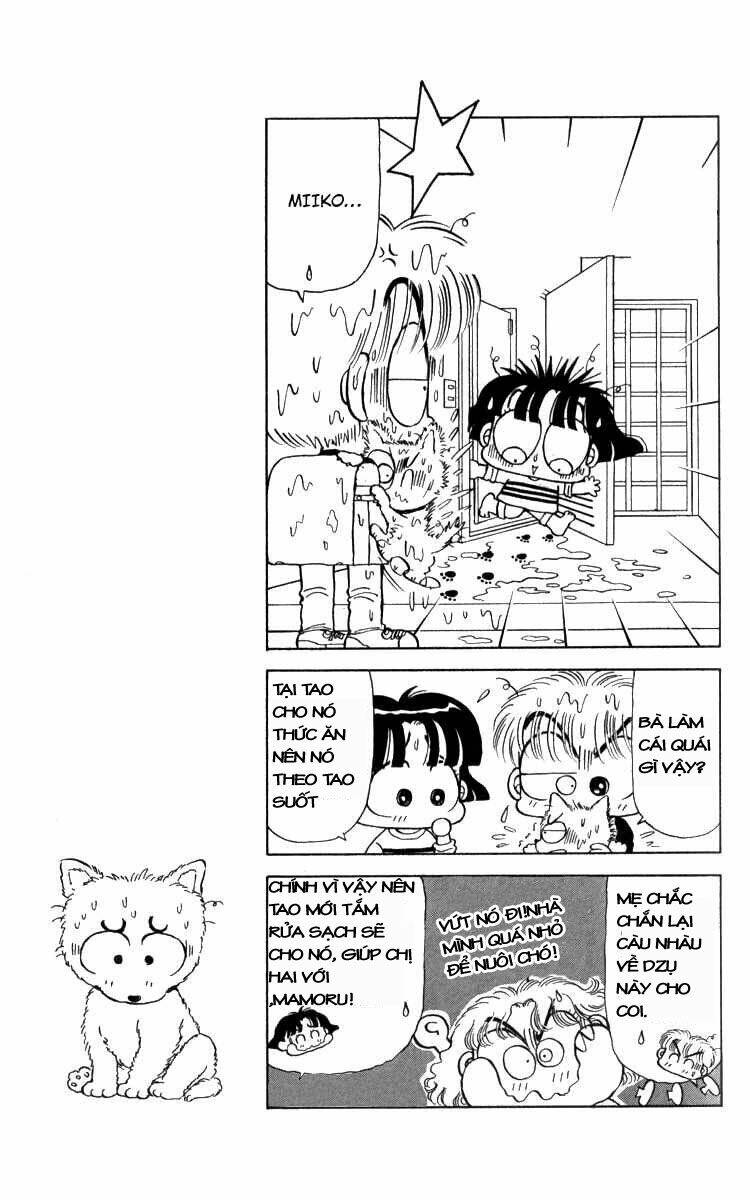 MIIKO...
BÀ LÀM
CÁI QUÁI
GÌ VẬY?
TẠI TAO
CHO NÓ
THỨC ĂN
NÊN NÓ
THEO TAO
SUỐT
MẸ CHẮC
CHẮN LẠI
CÀU NHÀU
VỀ DZỤ
NÀY CHO
COI.
VỨT NÓ ĐI!NHÀ
MÌNH QUÁ NHỎ
ĐỂ NUÔI CHÓ!
CHÍNH VÌ VẬY NÊN
TAO MỚI TẮM
RỬA SẠCH SẼ
CHO NÓ, GIÚP CHỊ
HAI VỚI
,MAMORU!